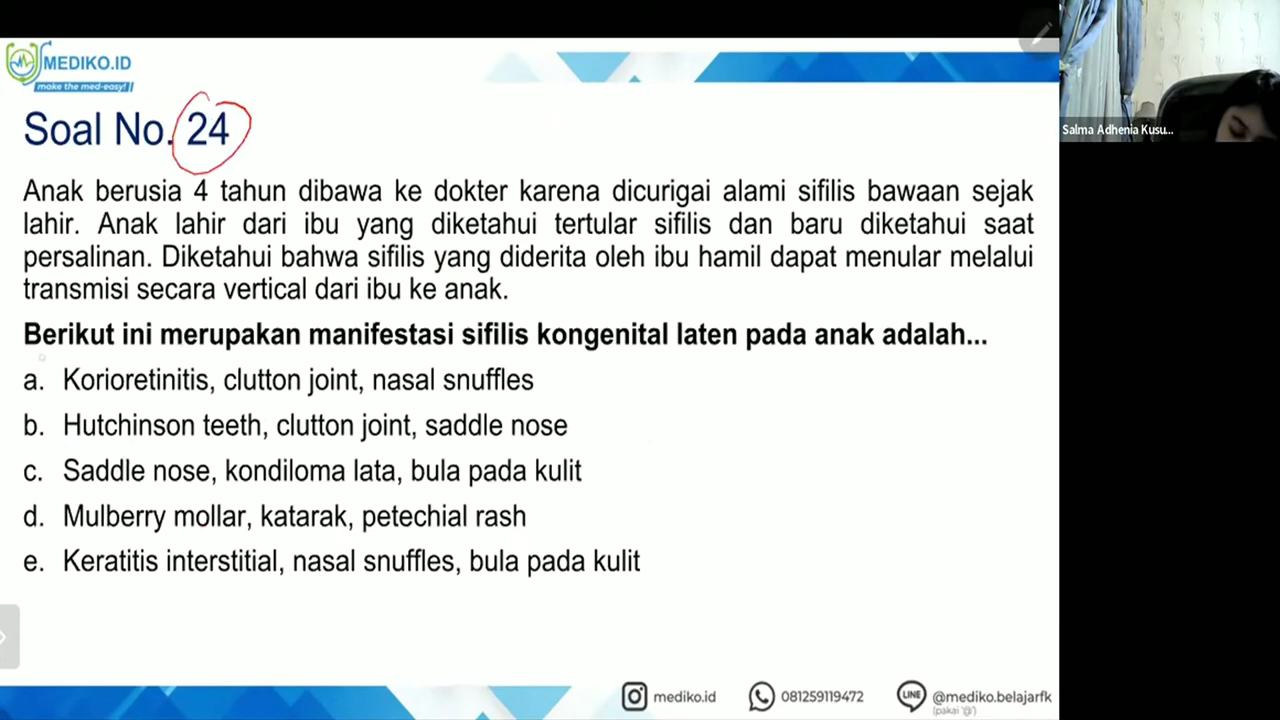 MEDIKO.ID
make the med-easy!
Soal No. 24
Salma Adhenia Kusu...
Anak berusia 4 tahun dibawa ke dokter karena dicurigai alami sifilis bawaan sejak
lahir. Anak lahir dari ibu yang diketahui tertular sifilis dan baru diketahui saat
persalinan. Diketahui bahwa sifilis yang diderita oleh ibu hamil dapat menular melalui
transmisi secara vertical dari ibu ke anak.
Berikut ini merupakan manifestasi sifilis kongenital laten pada anak adalah...
a. Korioretinitis, clutton joint, nasal snuffles
b. Hutchinson teeth, clutton joint, saddle nose
c. Saddle nose, kondiloma lata, bula pada kulit
d. Mulberry mollar, katarak, petechial rash
e. Keratitis interstitial, nasal snuffles, bula pada kulit
mediko.id
081259119472
LINE
@mediko.belajarfk
(pakai '@')